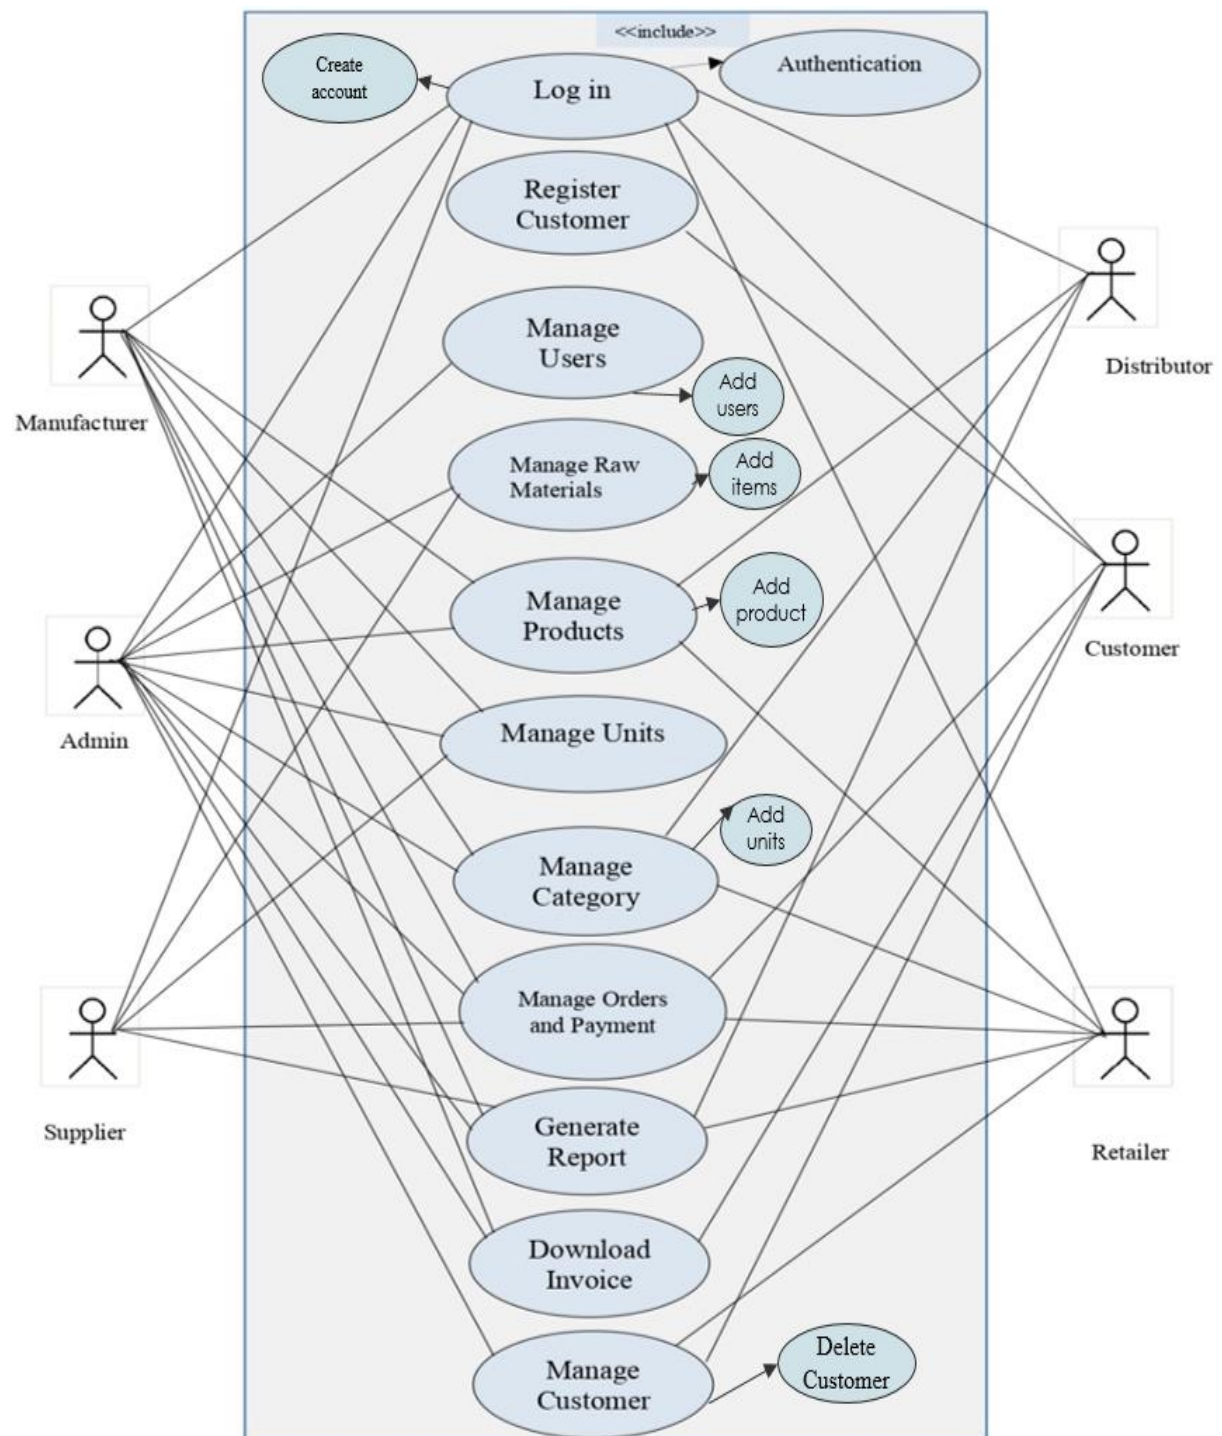 <<include>>
Create
account
Log in
Authentication
Register
Customer
Manage
Users
Add
users
Manufacturer
Distributor
Manage Raw
Materials
Add
items
Manage
Products
Add
product
Customer
Admin
Manage Units
Add
units
Manage
Category
Manage Orders
and Payment
Supplier
Generate
Report
Retailer
Download
Invoice
Manage
Customer
Delete
Customer